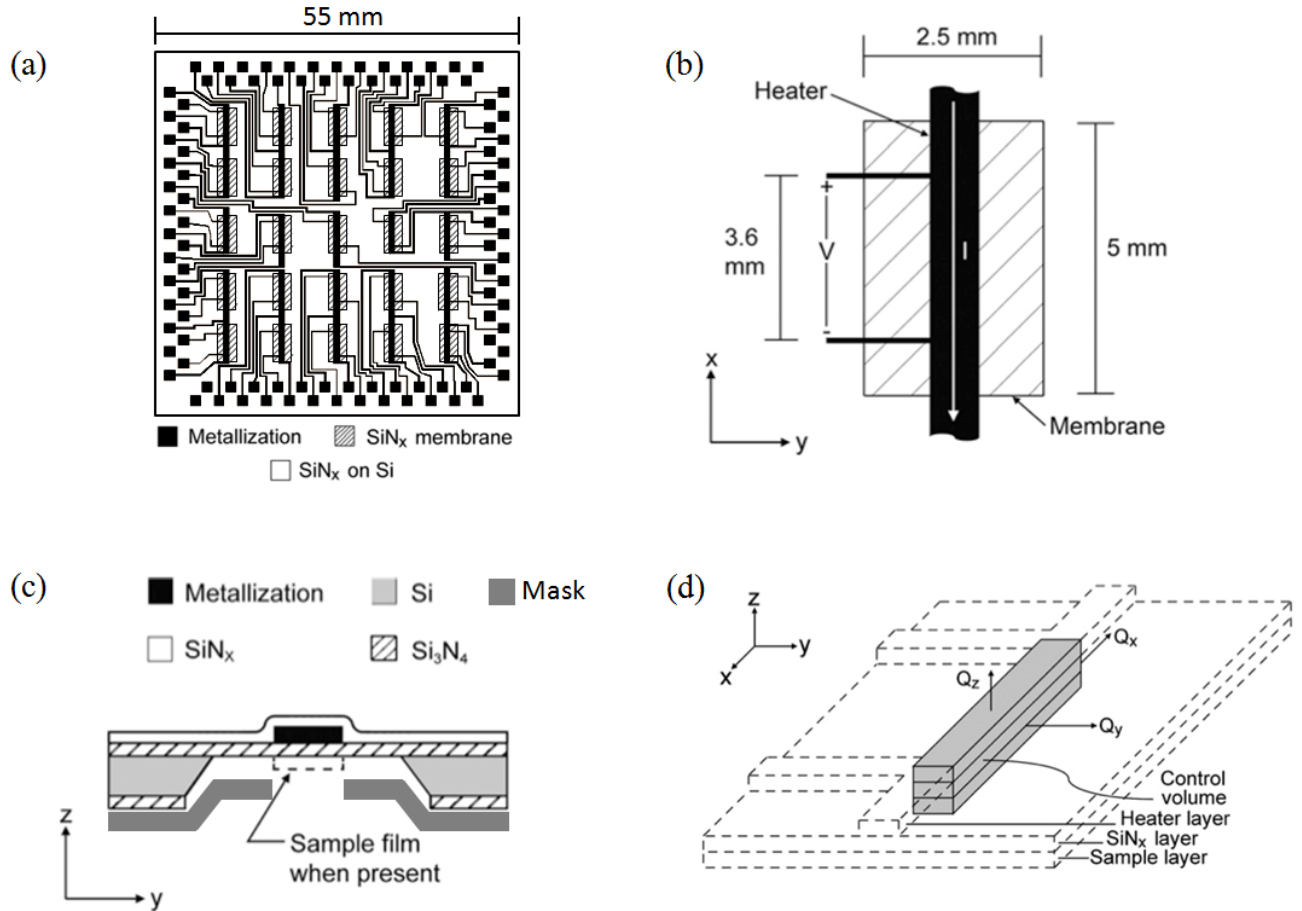 (a)
55 mm
Metallization
SiNx membrane
SiNx on Si
(b)
2.5 mm
Heater
+
V
-
3.6
mm
I
5 mm
x
y
Membrane
(c)
Metallization
Si
Mask
SiNx
Si3N4
z
y
Sample film
when present
(d)
z
y
x
Qx
Qz
Qy
Control
volume
Heater layer
SiNx layer
Sample layer